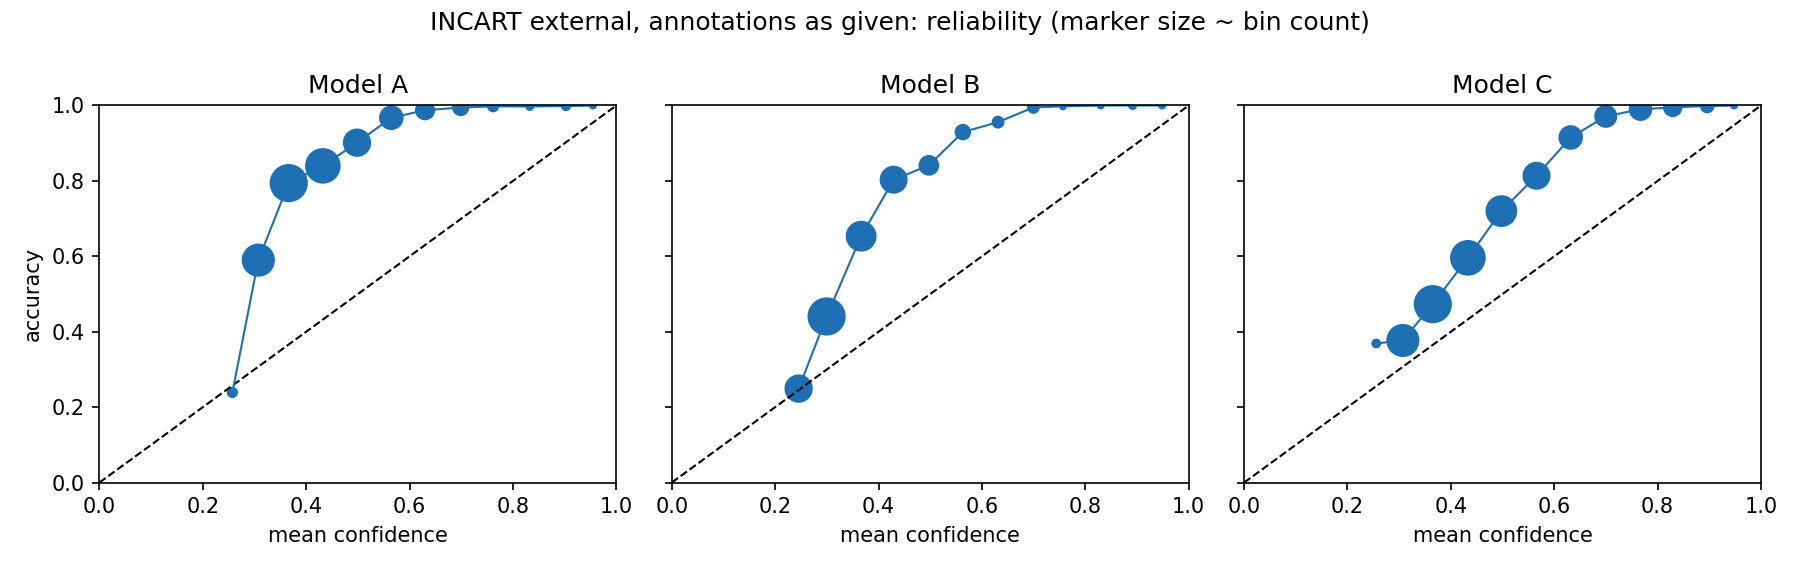 INCART external, annotations as given: reliability (marker size ~ bin count)
Model A
Model B
Model C
accuracy
1.0
0.8
0.6
0.4
0.2
0.0
0.0 0.2 0.4 0.6 0.8 1.0
0.0 0.2 0.4 0.6 0.8 1.0
0.0 0.2 0.4 0.6 0.8 1.0
mean confidence
mean confidence
mean confidence